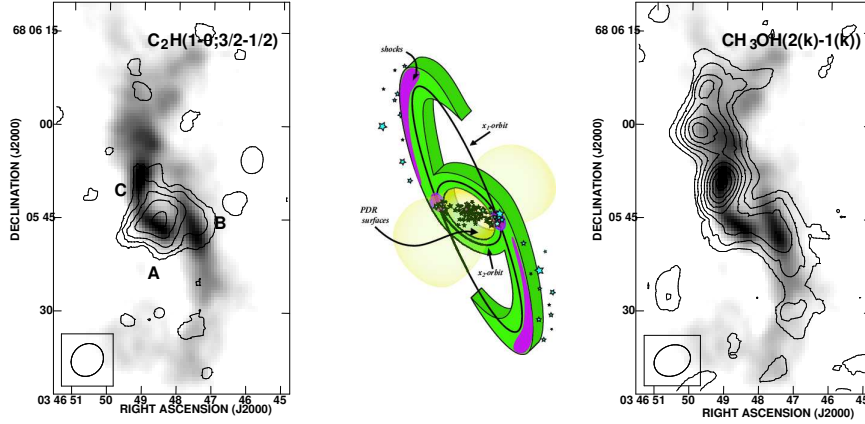 C₂H(1-0;3/2-1/2)
68 06 15
00
05 45
30
DECLINATION (J2000)
C
B
A
03 46 51 50 49 48 47 46 45
RIGHT ASCENSION (J2000)
shocks
x₁-orbit
PDR
surfaces
x₂-orbit
CH₃OH(2(k)-1(k))
68 06 15
00
05 45
30
DECLINATION (J2000)
03 46 51 50 49 48 47 46 45
RIGHT ASCENSION (J2000)